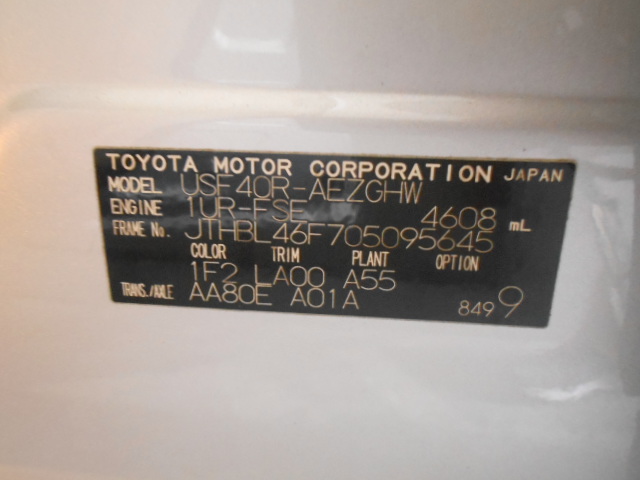 TOYOTA MOTOR CORPORATION JAPAN
MODEL USF40R-AEZGHW
ENGINE 1UR-FSE 4608 mL
FRAME No. JTHBL46F705095645
COLOR TRIM PLANT OPTION
1F2 LA00 A55
TRANS./AXLE AA80E A01A
849 9